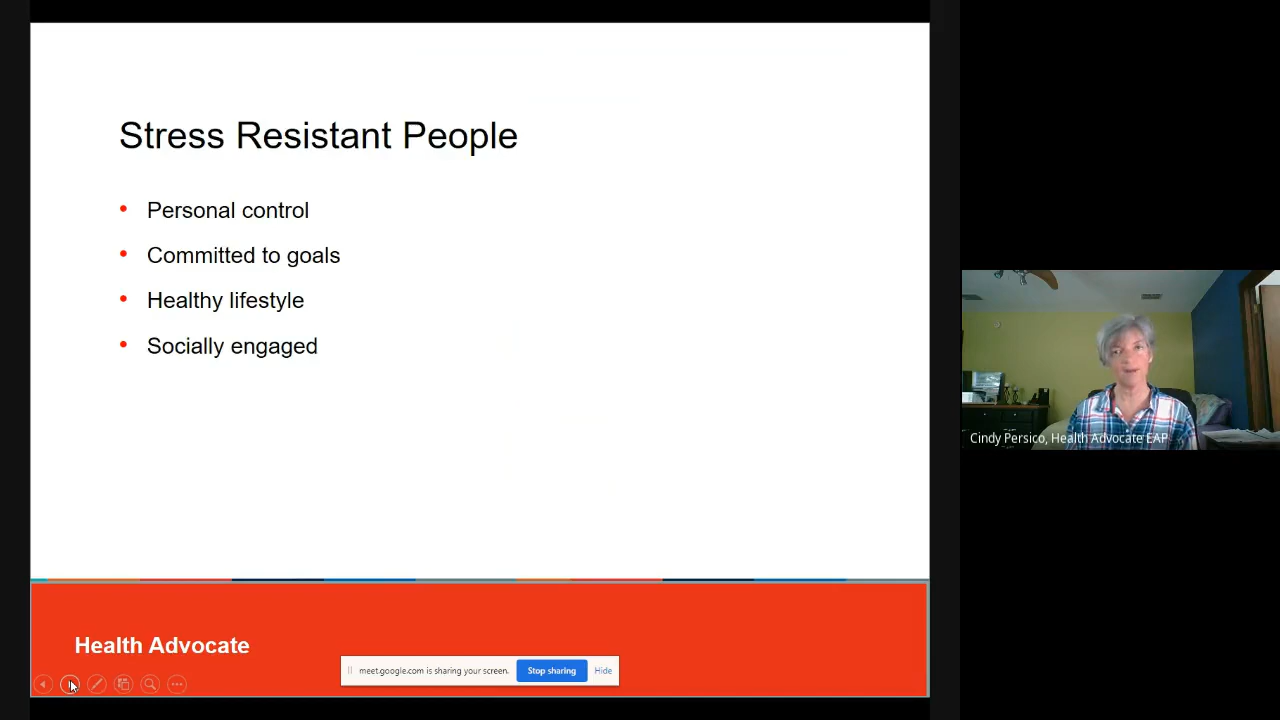 Stress Resistant People
• Personal control
• Committed to goals
• Healthy lifestyle
• Socially engaged
Cindy Persico, Health Advocate EAP
Health Advocate
meet.google.com is sharing your screen.
Stop sharing
Hide